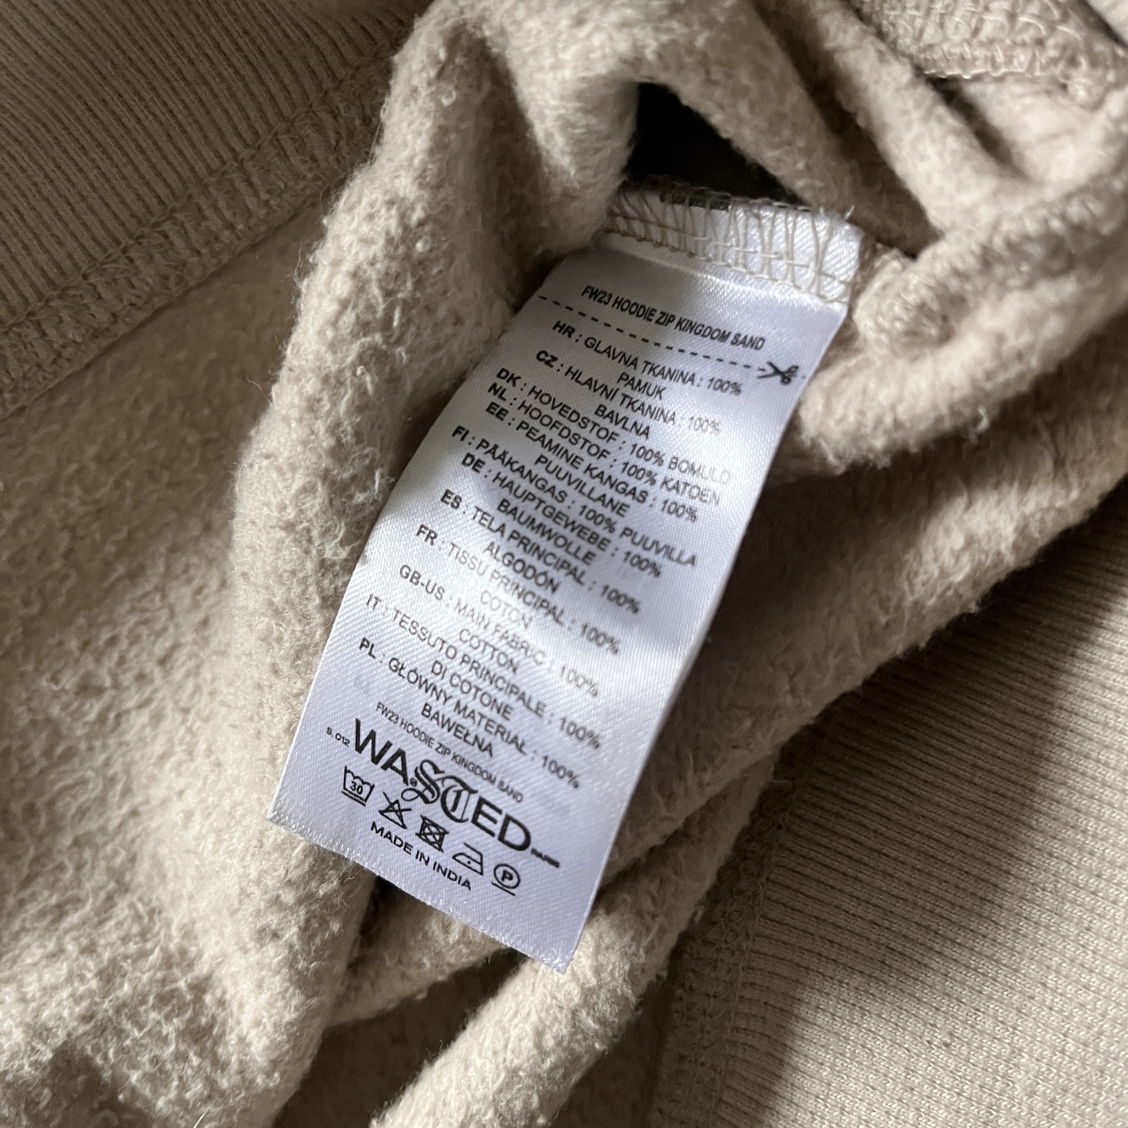 FW23 HOODIE ZIP KINGDOM SAND
HR : GLAVNA TKANINA : 100%
PAMUK
CZ : HLAVNÍ TKANINA : 100%
BAVLNA
DK : HOVEDSTOF : 100% BOMULD
NL : HOOFDSTOF : 100% KATOEN
EE : PEAMINE KANGAS : 100%
PUUVILLANE
FI : PÄÄKANGAS : 100% PUUVILLA
DE : HAUPTGEWEBE : 100%
BAUMWOLLE
ES : TELA PRINCIPAL : 100%
ALGODÓN
FR : TISSU PRINCIPAL : 100%
COTON
GB-US : MAIN FABRIC : 100%
COTTON
IT : TESSUTO PRINCIPALE : 100%
DI COTONE
PL : GŁÓWNY MATERIAŁ : 100%
BAWEŁNA
FW23 HOODIE ZIP KINGDOM SAND
S. 012
WASTED
30
P
MADE IN INDIA